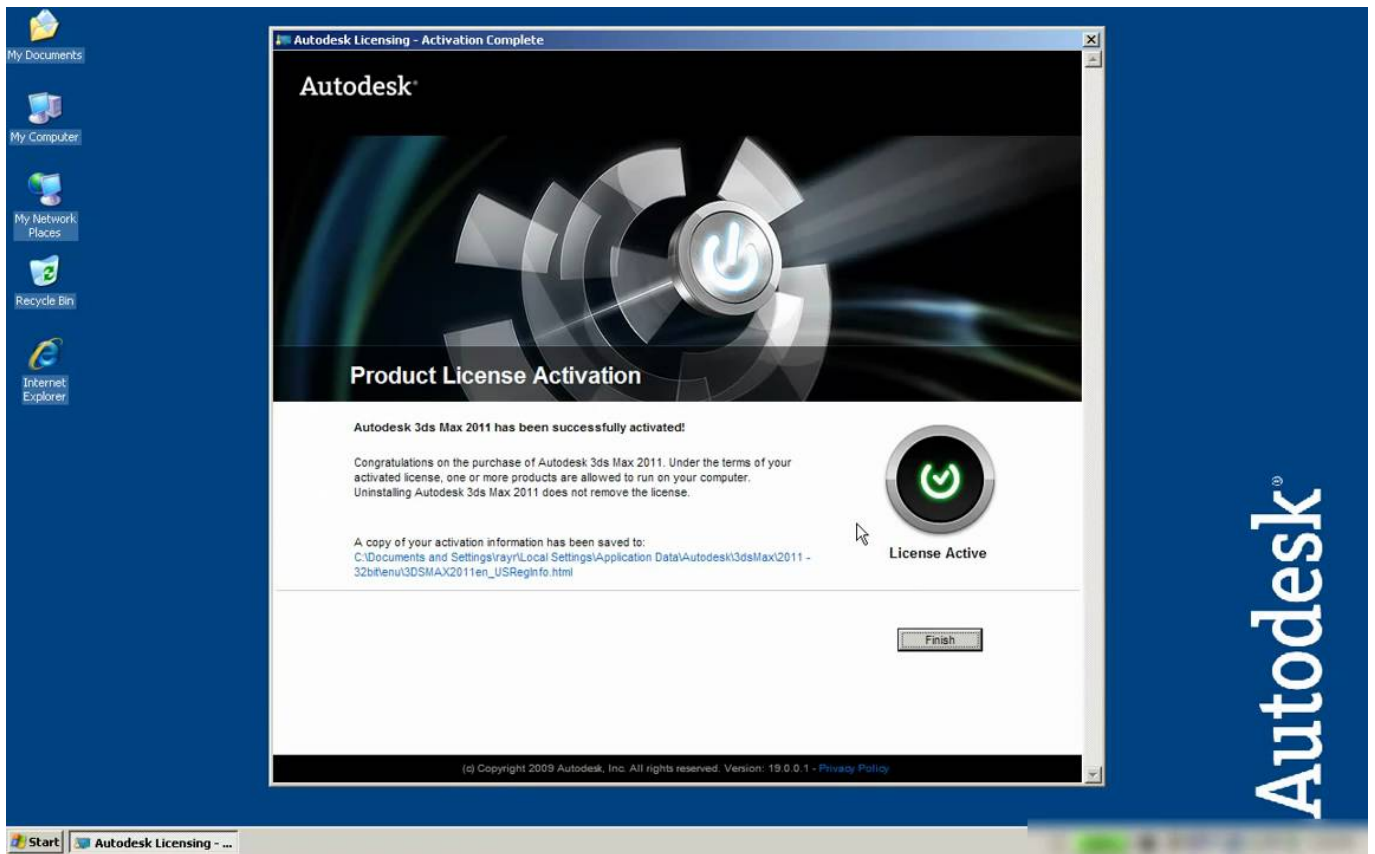 My Documents
My Computer
My Network
Places
Recycle Bin
Internet
Explorer
Autodesk Licensing - Activation Complete
Autodesk
Product License Activation
Autodesk 3ds Max 2011 has been successfully activated!
Congratulations on the purchase of Autodesk 3ds Max 2011. Under the terms of your
activated license, one or more products are allowed to run on your computer.
Uninstalling Autodesk 3ds Max 2011 does not remove the license.
A copy of your activation information has been saved to:
C:\Documents and Settings\rayr\Local Settings\Application Data\Autodesk\3dsMax\2011 -
32bit\enu\3DSMAX2011en_USRegInfo.html
License Active
Finish
(c) Copyright 2009 Autodesk, Inc. All rights reserved. Version: 19.0.0.1 - Privacy Policy
Autodesk®
Start
Autodesk Licensing - ...